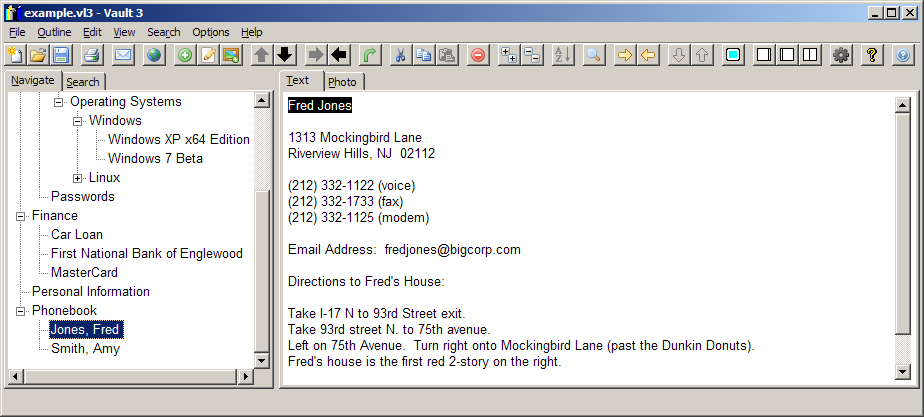 example.vl3 - Vault 3
File Outline Edit View Search Options Help
Navigate Search
Operating Systems
Windows
Windows XP x64 Edition
Windows 7 Beta
Linux
Passwords
Finance
Car Loan
First National Bank of Englewood
MasterCard
Personal Information
Phonebook
Jones, Fred
Smith, Amy
Text Photo
Fred Jones
1313 Mockingbird Lane
Riverview Hills, NJ  02112
(212) 332-1122 (voice)
(212) 332-1733 (fax)
(212) 332-1125 (modem)
Email Address:  fredjones@bigcorp.com
Directions to Fred's House:
Take I-17 N to 93rd Street exit.
Take 93rd street N. to 75th avenue.
Left on 75th Avenue.  Turn right onto Mockingbird Lane (past the Dunkin Donuts).
Fred's house is the first red 2-story on the right.